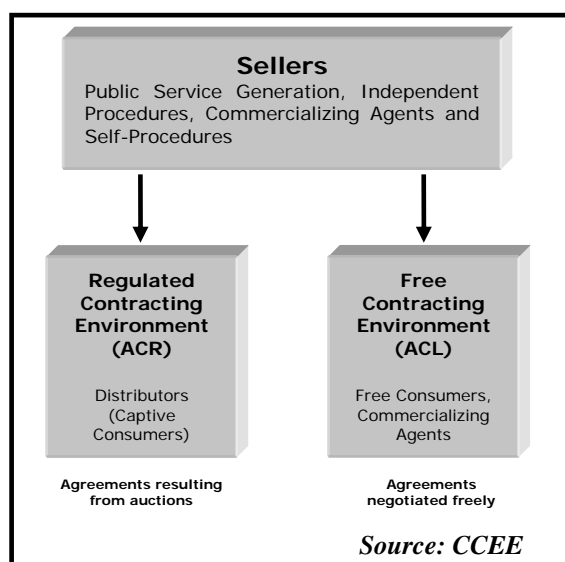 Sellers
Public Service Generation, Independent
Procedures, Commercializing Agents and
Self-Procedures
Regulated
Contracting
Environment
(ACR)
Distributors
(Captive
Consumers)
Agreements resulting
from auctions
Free
Contracting
Environment
(ACL)
Free Consumers,
Commercializing
Agents
Agreements
negotiated freely
Source: CCEE